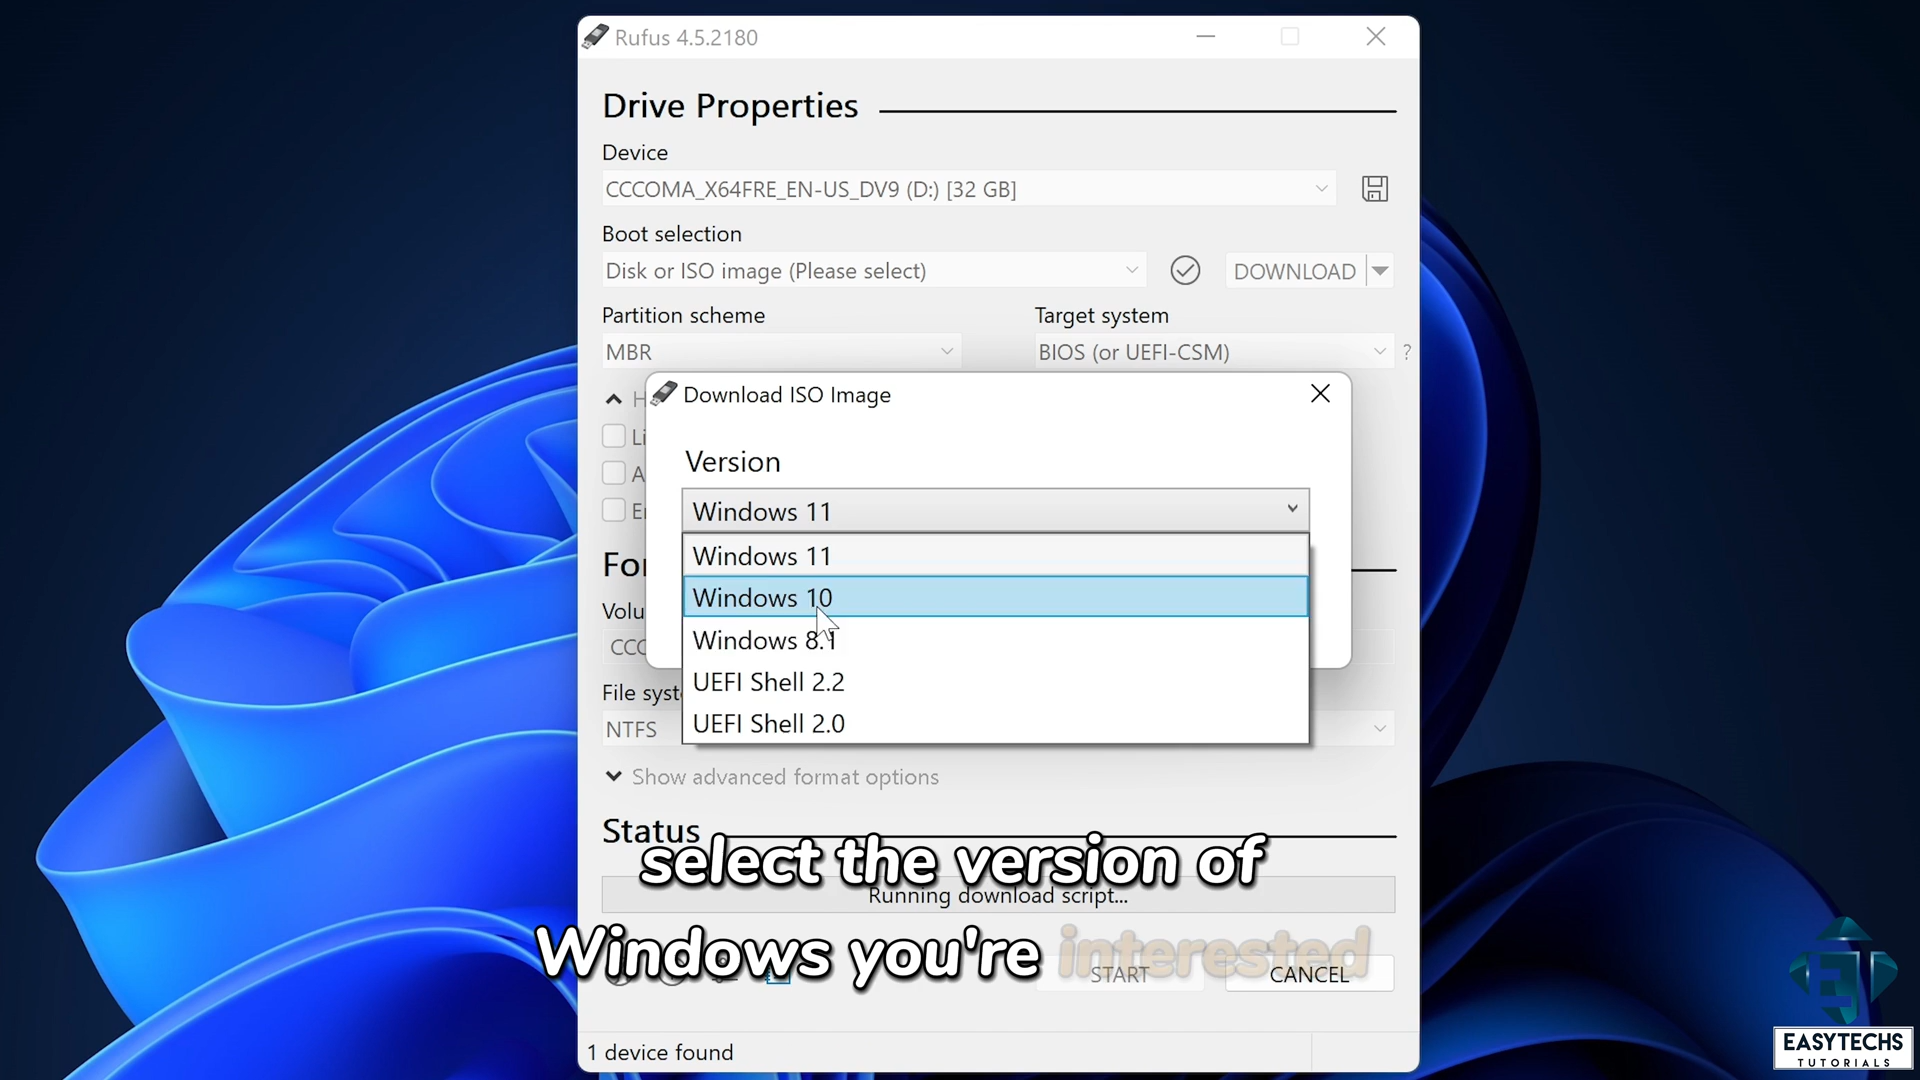 Rufus 4.5.2180
Drive Properties
Device
CCCOMA_X64FRE_EN-US_DV9 (D:) [32 GB]
Boot selection
Disk or ISO image (Please select)
DOWNLOAD
Partition scheme
Target system
MBR
BIOS (or UEFI-CSM)
?
Download ISO Image
Version
Windows 11
Windows 11
Windows 10
Windows 8.1
UEFI Shell 2.2
UEFI Shell 2.0
File syst
NTFS
Show advanced format options
Status
select the version of
Running download script...
Windows you're interested
START
CANCEL
1 device found
EASYTECHS
TUTORIALS